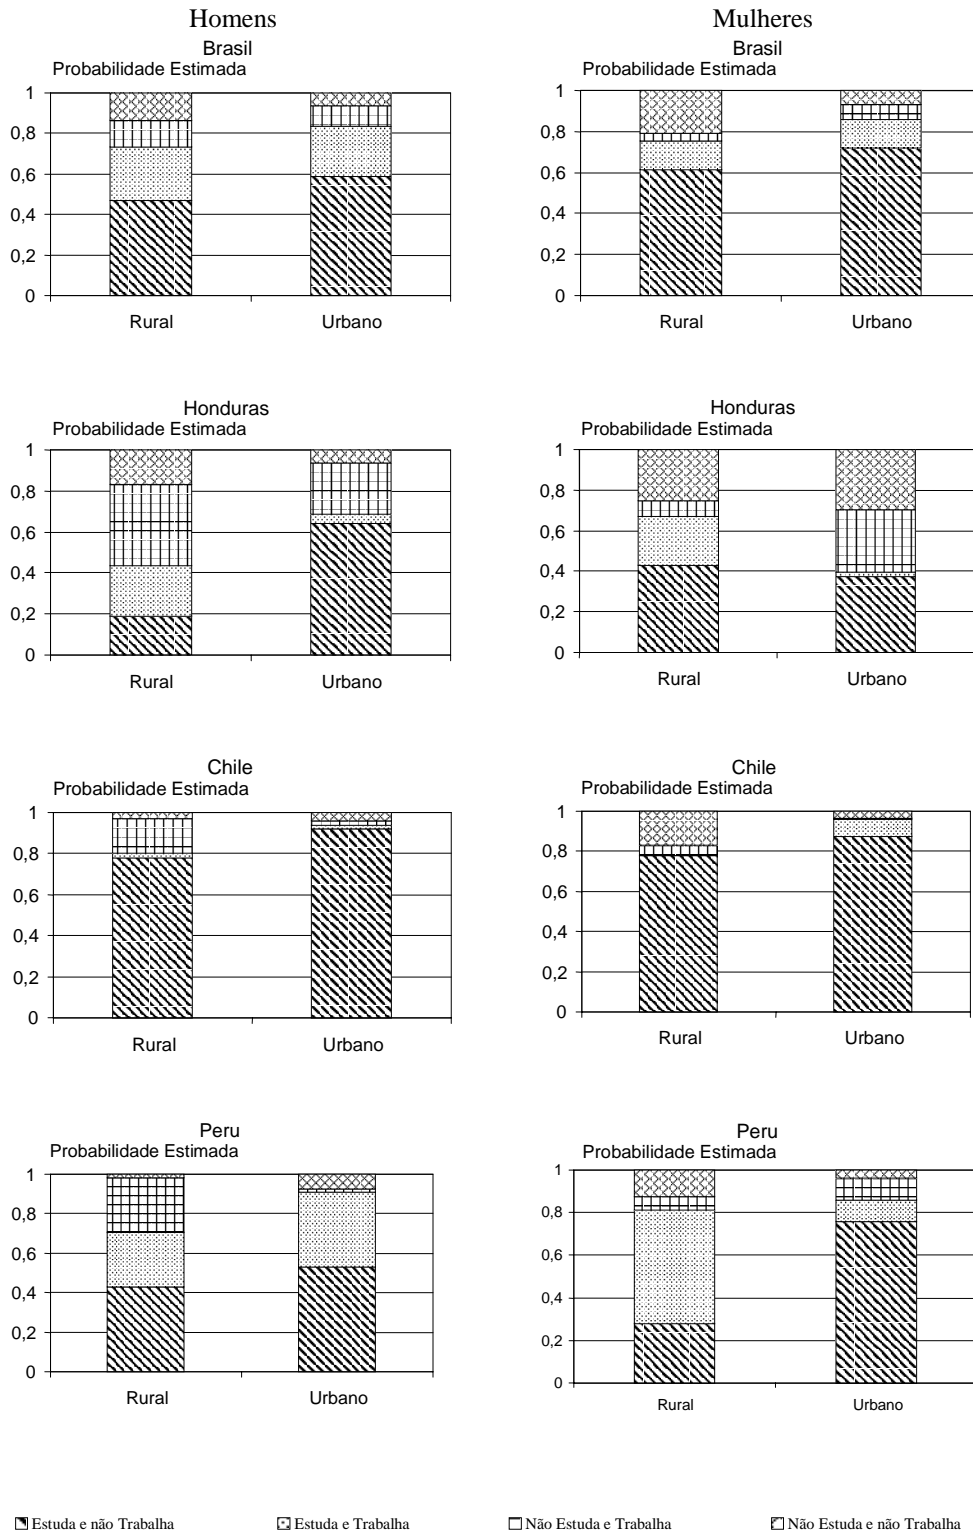 Homens
Mulheres
Brasil
Probabilidade Estimada
1
0,8
0,6
0,4
0,2
0
Rural
Urbano
Brasil
Probabilidade Estimada
1
0,8
0,6
0,4
0,2
0
Rural
Urbano
Honduras
Probabilidade Estimada
1
0,8
0,6
0,4
0,2
0
Rural
Urbano
Honduras
Probabilidade Estimada
1
0,8
0,6
0,4
0,2
0
Rural
Urbano
Chile
Probabilidade Estimada
1
0,8
0,6
0,4
0,2
0
Rural
Urbano
Chile
Probabilidade Estimada
1
0,8
0,6
0,4
0,2
0
Rural
Urbano
Peru
Probabilidade Estimada
1
0,8
0,6
0,4
0,2
0
Rural
Urbano
Peru
Probabilidade Estimada
1
0,8
0,6
0,4
0,2
0
Rural
Urbano
Estuda e não Trabalha
Estuda e Trabalha
Não Estuda e Trabalha
Não Estuda e não Trabalha